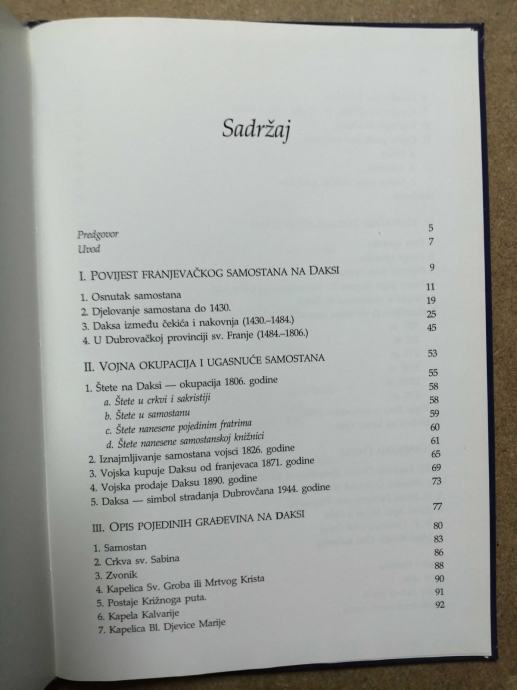 Sadržaj
Predgovor 5
Uvod 7
I. POVIJEST FRANJEVAČKOG SAMOSTANA NA DAKSI 9
1. Osnutak samostana 11
2. Djelovanje samostana do 1430. 19
3. Daksa između čekića i nakovnja (1430.–1484.) 25
4. U Dubrovačkoj provinciji sv. Franje (1484.–1806.) 45
II. VOJNA OKUPACIJA I UGASNUĆE SAMOSTANA 53
1. Štete na Daksi — okupacija 1806. godine 55
a. Štete u crkvi i sakristiji 58
b. Štete u samostanu 58
c. Štete nanesene pojedinim fratrima 59
d. Štete nanesene samostanskoj knižnici 60
2. Iznajmljivanje samostana vojsci 1826. godine 61
3. Vojska kupuje Daksu od franjevaca 1871. godine 65
4. Vojska prodaje Daksu 1890. godine 69
5. Daksa — simbol stradanja Dubrovčana 1944. godine 73
III. OPIS POJEDINIH GRAĐEVINA NA DAKSI 77
1. Samostan 80
2. Crkva sv. Sabina 83
3. Zvonik 86
4. Kapelica Sv. Groba ili Mrtvog Krista 88
5. Postaje Križnoga puta. 90
6. Kapela Kalvarije 91
7. Kapelica Bl. Djevice Marije 92